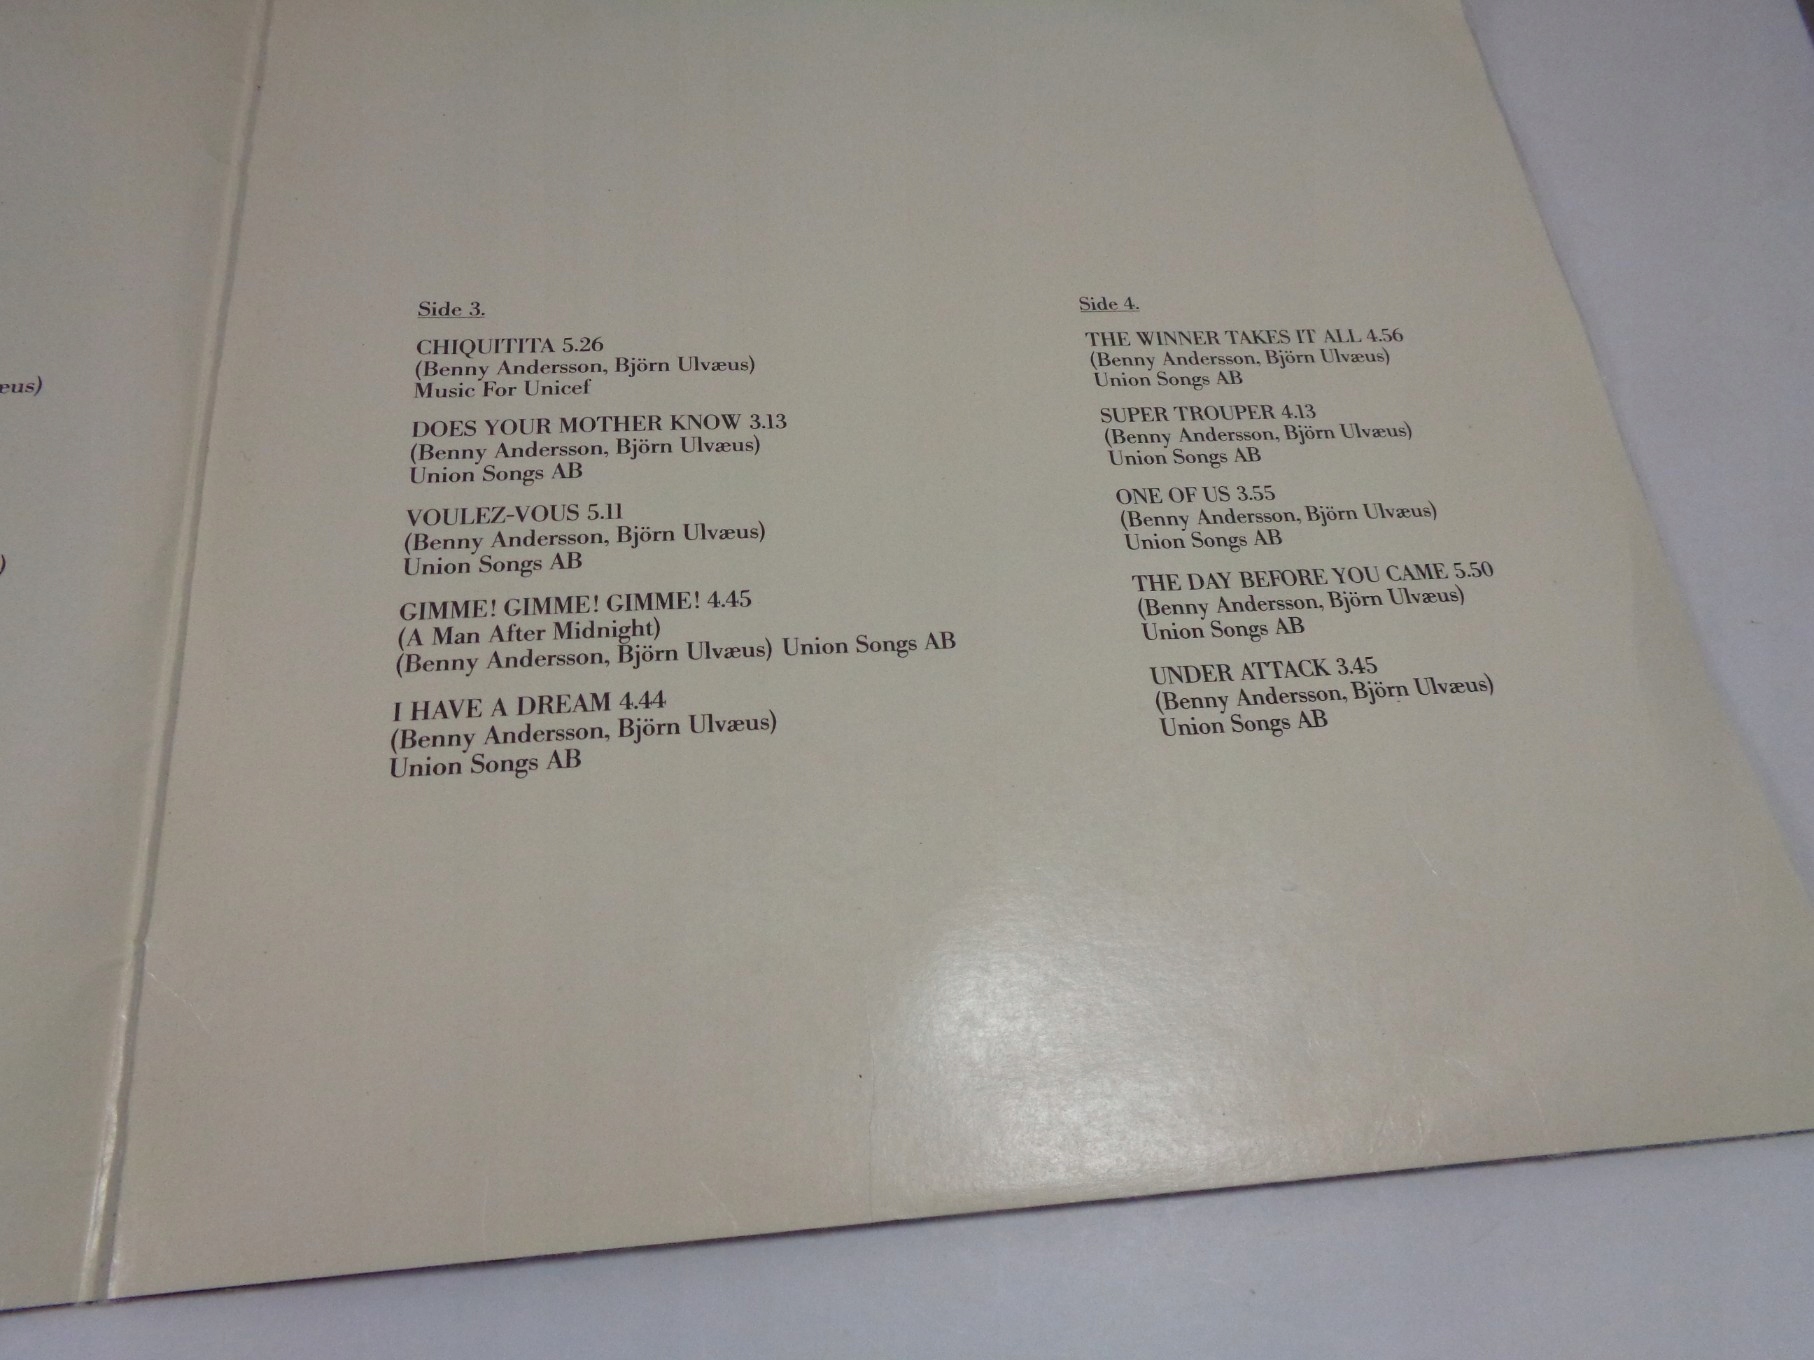 æus)
)
Side 3.
CHIQUITITA 5.26
(Benny Andersson, Björn Ulvæus)
Music For Unicef
DOES YOUR MOTHER KNOW 3.13
(Benny Andersson, Björn Ulvæus)
Union Songs AB
VOULEZ-VOUS 5.11
(Benny Andersson, Björn Ulvæus)
Union Songs AB
GIMME! GIMME! GIMME! 4.45
(A Man After Midnight)
(Benny Andersson, Björn Ulvæus) Union Songs AB
I HAVE A DREAM 4.44
(Benny Andersson, Björn Ulvæus)
Union Songs AB
Side 4.
THE WINNER TAKES IT ALL 4.56
(Benny Andersson, Björn Ulvæus)
Union Songs AB
SUPER TROUPER 4.13
(Benny Andersson, Björn Ulvæus)
Union Songs AB
ONE OF US 3.55
(Benny Andersson, Björn Ulvæus)
Union Songs AB
THE DAY BEFORE YOU CAME 5.50
(Benny Andersson, Björn Ulvæus)
Union Songs AB
UNDER ATTACK 3.45
(Benny Andersson, Björn Ulvæus)
Union Songs AB